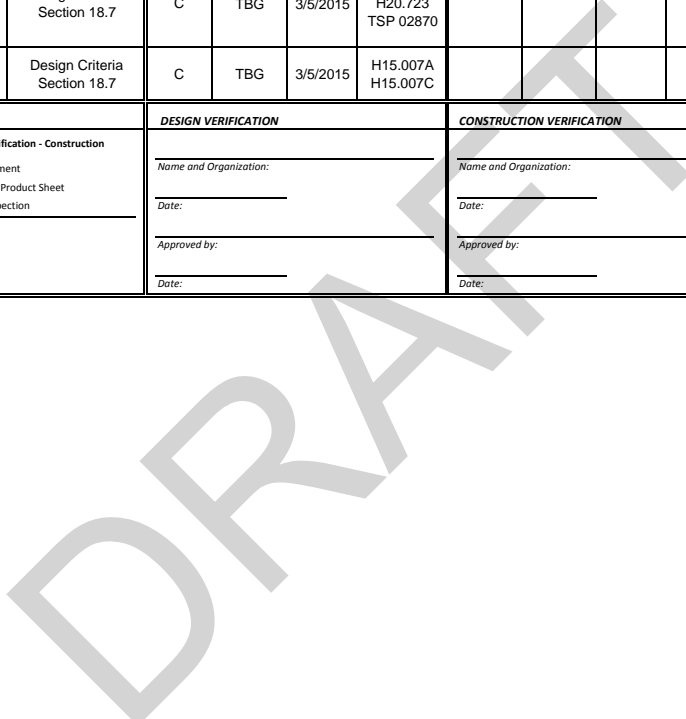 Section 18.7
C
TBG
3/5/2015
H20.723
TSP 02870
Design Criteria
Section 18.7
C
TBG
3/5/2015
H15.007A
H15.007C
DESIGN VERIFICATION
CONSTRUCTION VERIFICATION
ification - Construction
ment
Product Sheet
pection
Name and Organization:
Date:
Approved by:
Date:
Name and Organization:
Date:
Approved by:
Date:
DRAFT